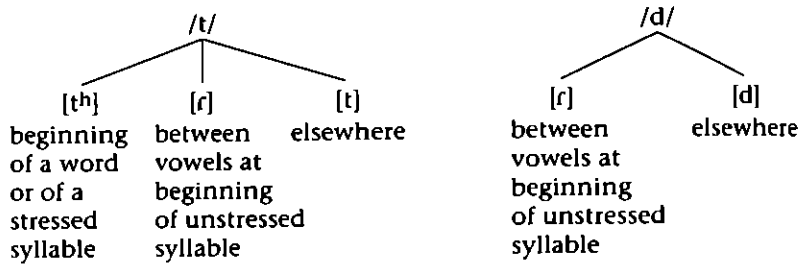 /t/ /d/
[tʰ] [ɾ] [t] [ɾ] [d]
beginning between elsewhere between elsewhere
of a word vowels at vowels at
or of a beginning beginning
stressed of unstressed of unstressed
syllable syllable syllable